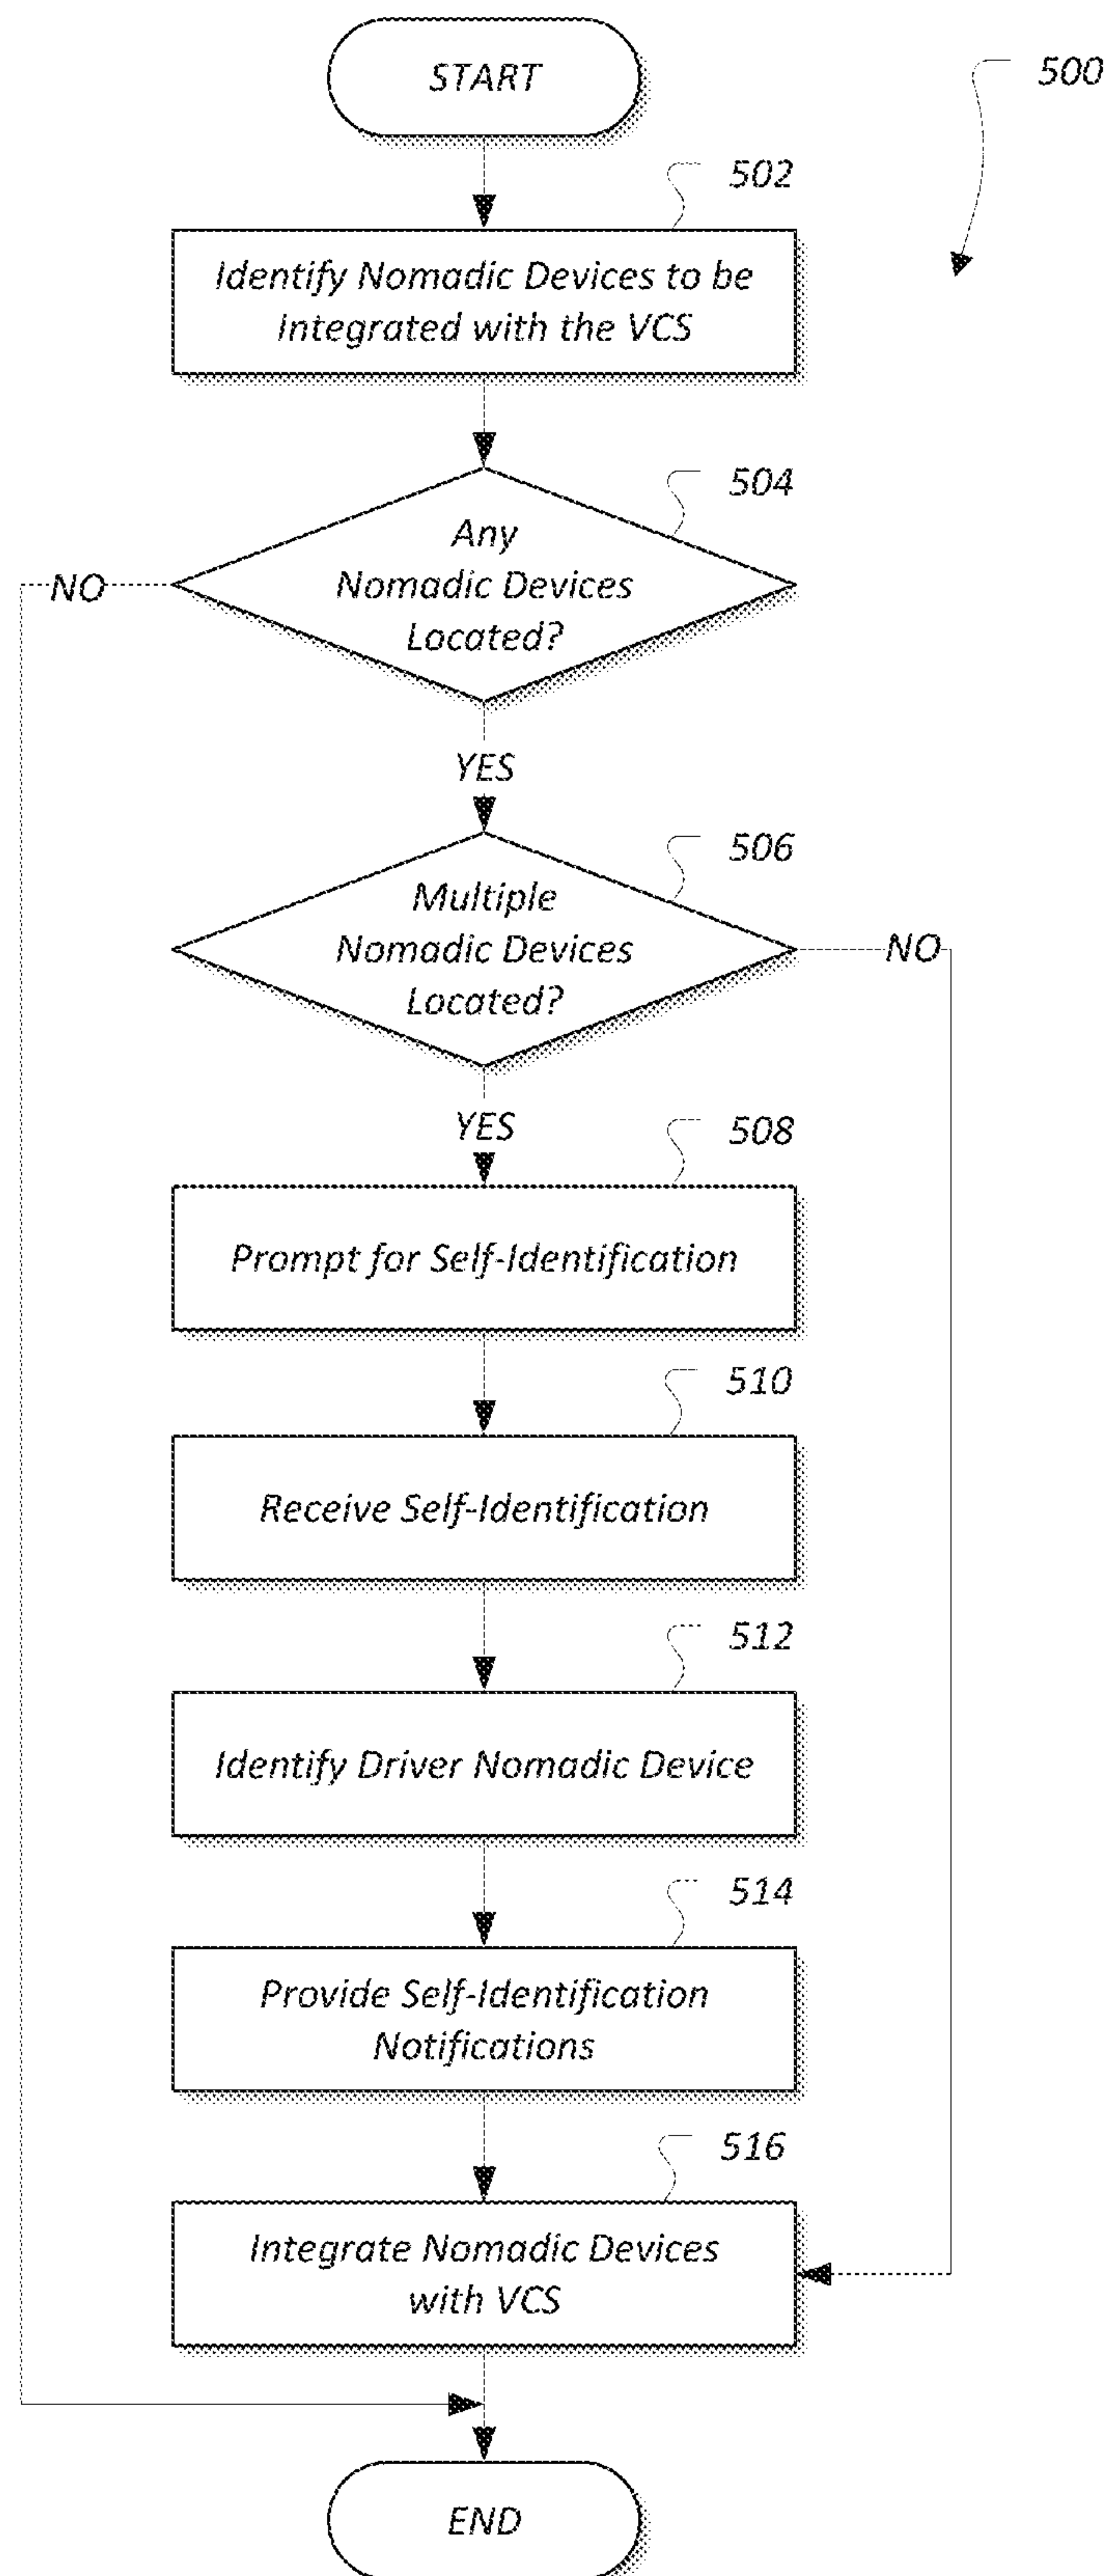 START
500
502
Identify Nomadic Devices to be
Integrated with the VCS
504
Any
Nomadic Devices
Located?
NO
YES
506
Multiple
Nomadic Devices
Located?
NO
YES
508
Prompt for Self-Identification
510
Receive Self-Identification
512
Identify Driver Nomadic Device
514
Provide Self-Identification
Notifications
516
Integrate Nomadic Devices
with VCS
END